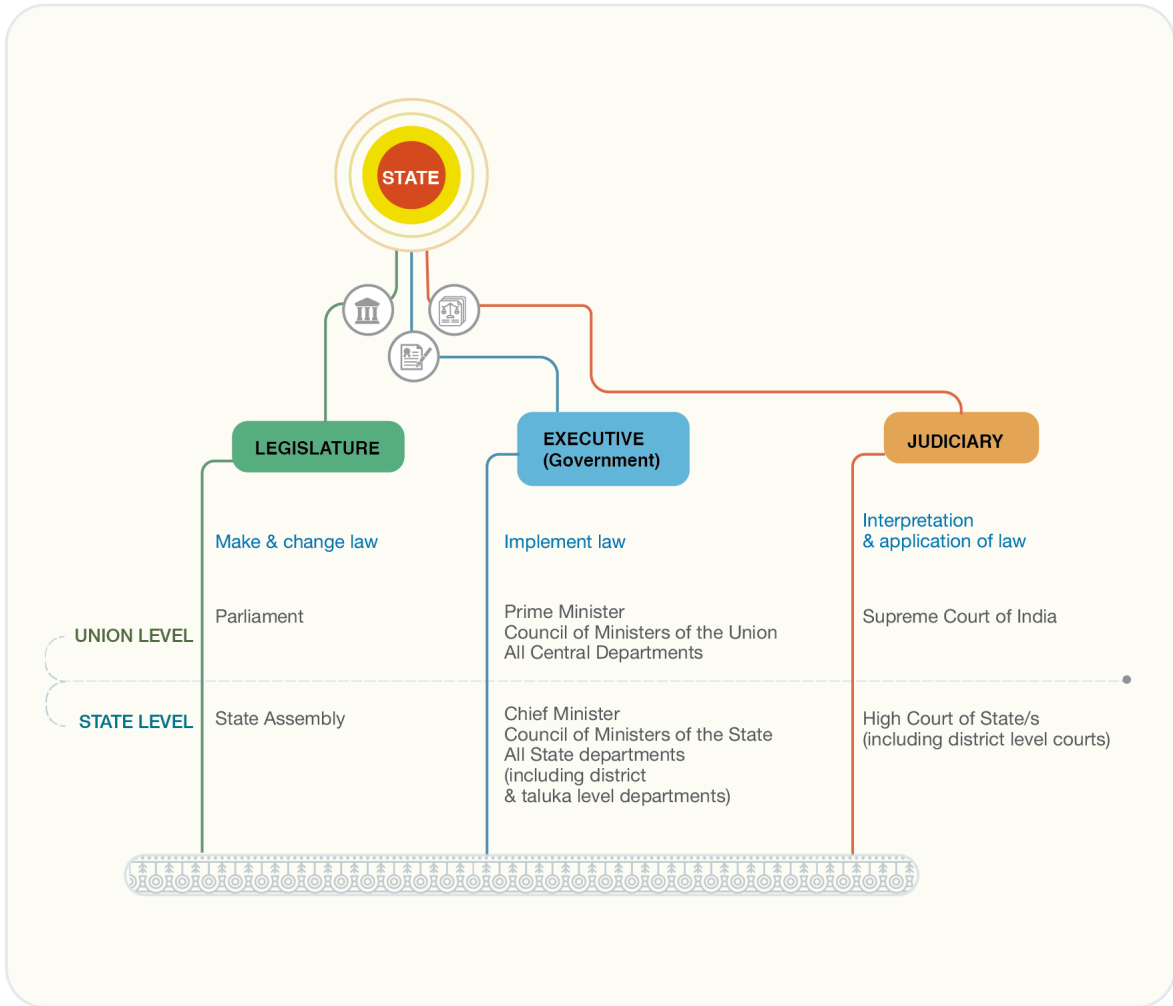 STATE
LEGISLATURE
EXECUTIVE
(Government)
JUDICIARY
Make & change law
Implement law
Interpretation
& application of law
UNION LEVEL
Parliament
Prime Minister
Council of Ministers of the Union
All Central Departments
Supreme Court of India
STATE LEVEL
State Assembly
Chief Minister
Council of Ministers of the State
All State departments
(including district
& taluka level departments)
High Court of State/s
(including district level courts)